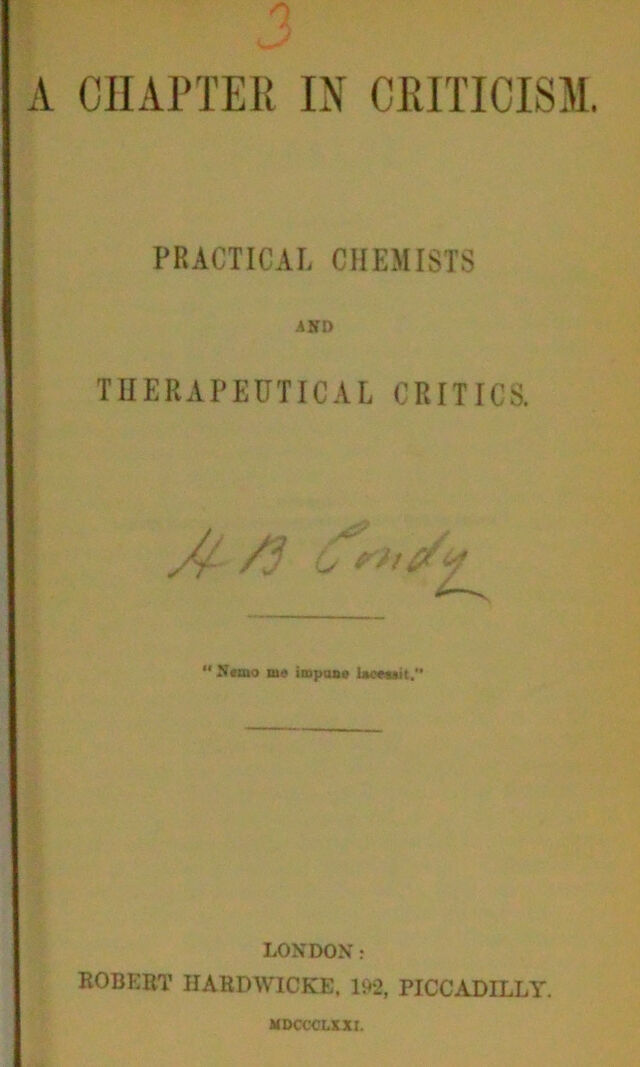 3
A CHAPTER IN CRITICISM.
PRACTICAL CHEMISTS
AND
THERAPEUTICAL CRITICS.
H B Condy
"Nemo me impune lacessit."
LONDON:
ROBERT HARDWICKE, 192, PICCADILLY.
MDCCCLXXI.